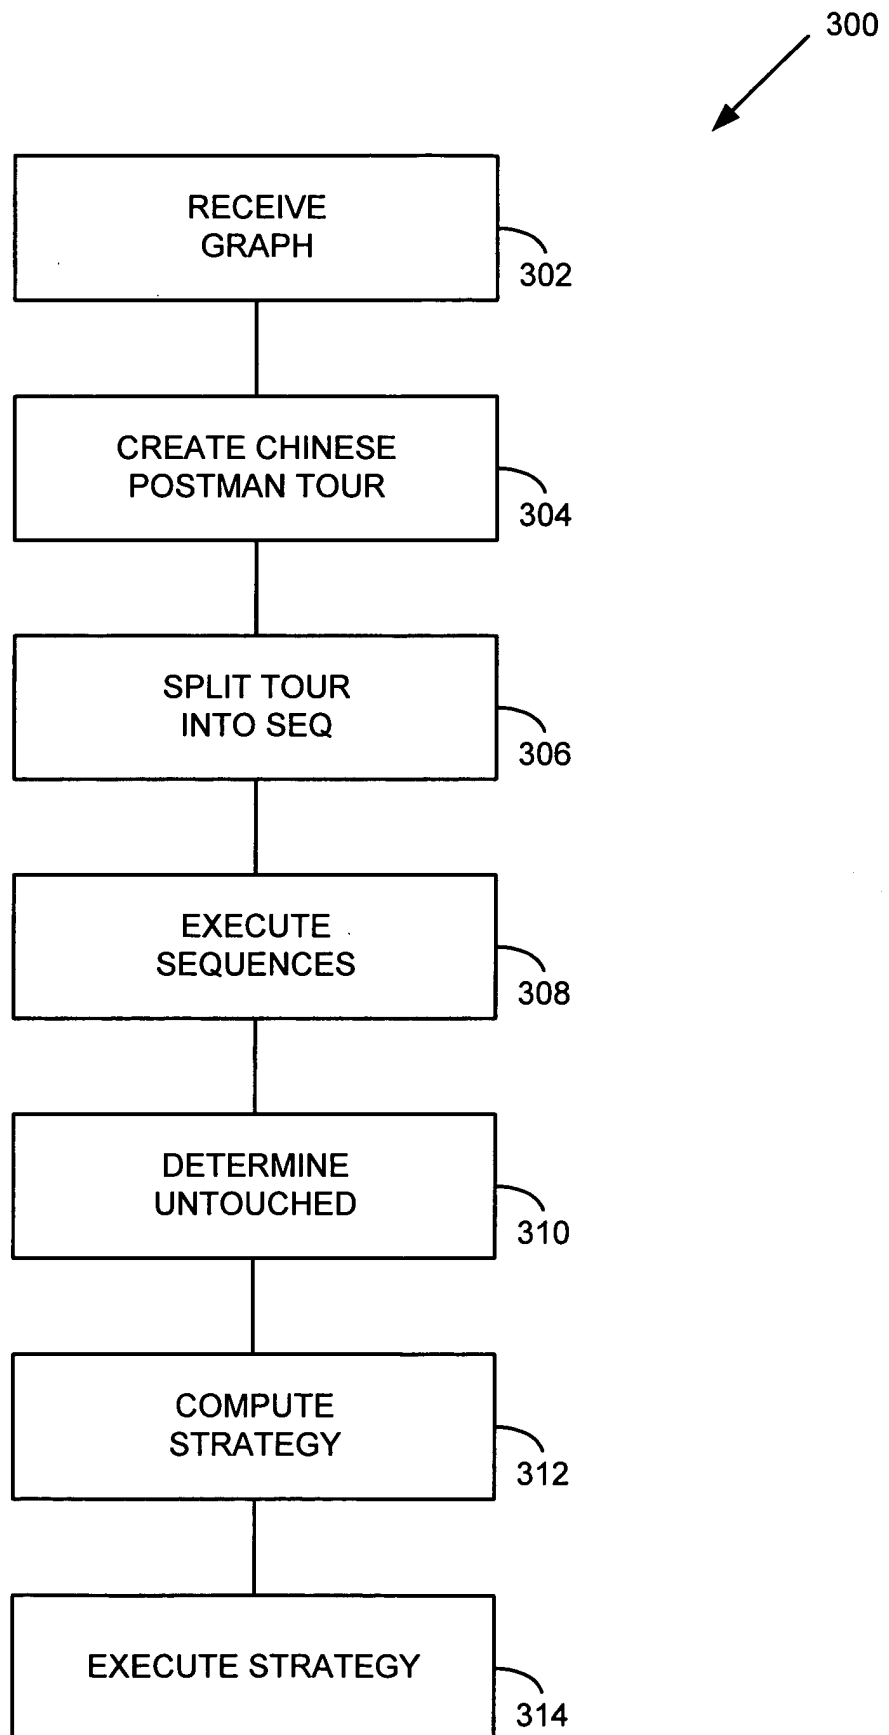 300
RECEIVE
GRAPH
302
CREATE CHINESE
POSTMAN TOUR
304
SPLIT TOUR
INTO SEQ
306
EXECUTE
SEQUENCES
308
DETERMINE
UNTOUCHED
310
COMPUTE
STRATEGY
312
EXECUTE STRATEGY
314